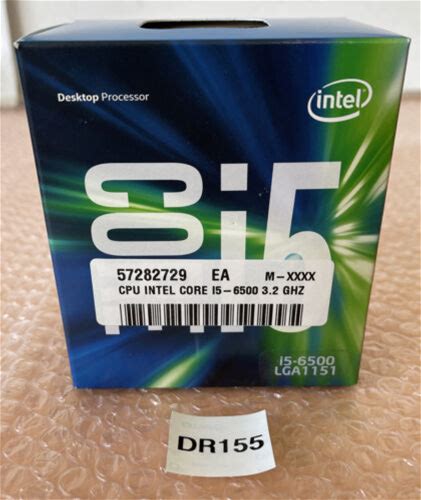 Desktop Processor
intel
CO i5
57282729 EA M-XXXX
CPU INTEL CORE I5-6500 3.2 GHZ
i5-6500
LGA1151
DR155